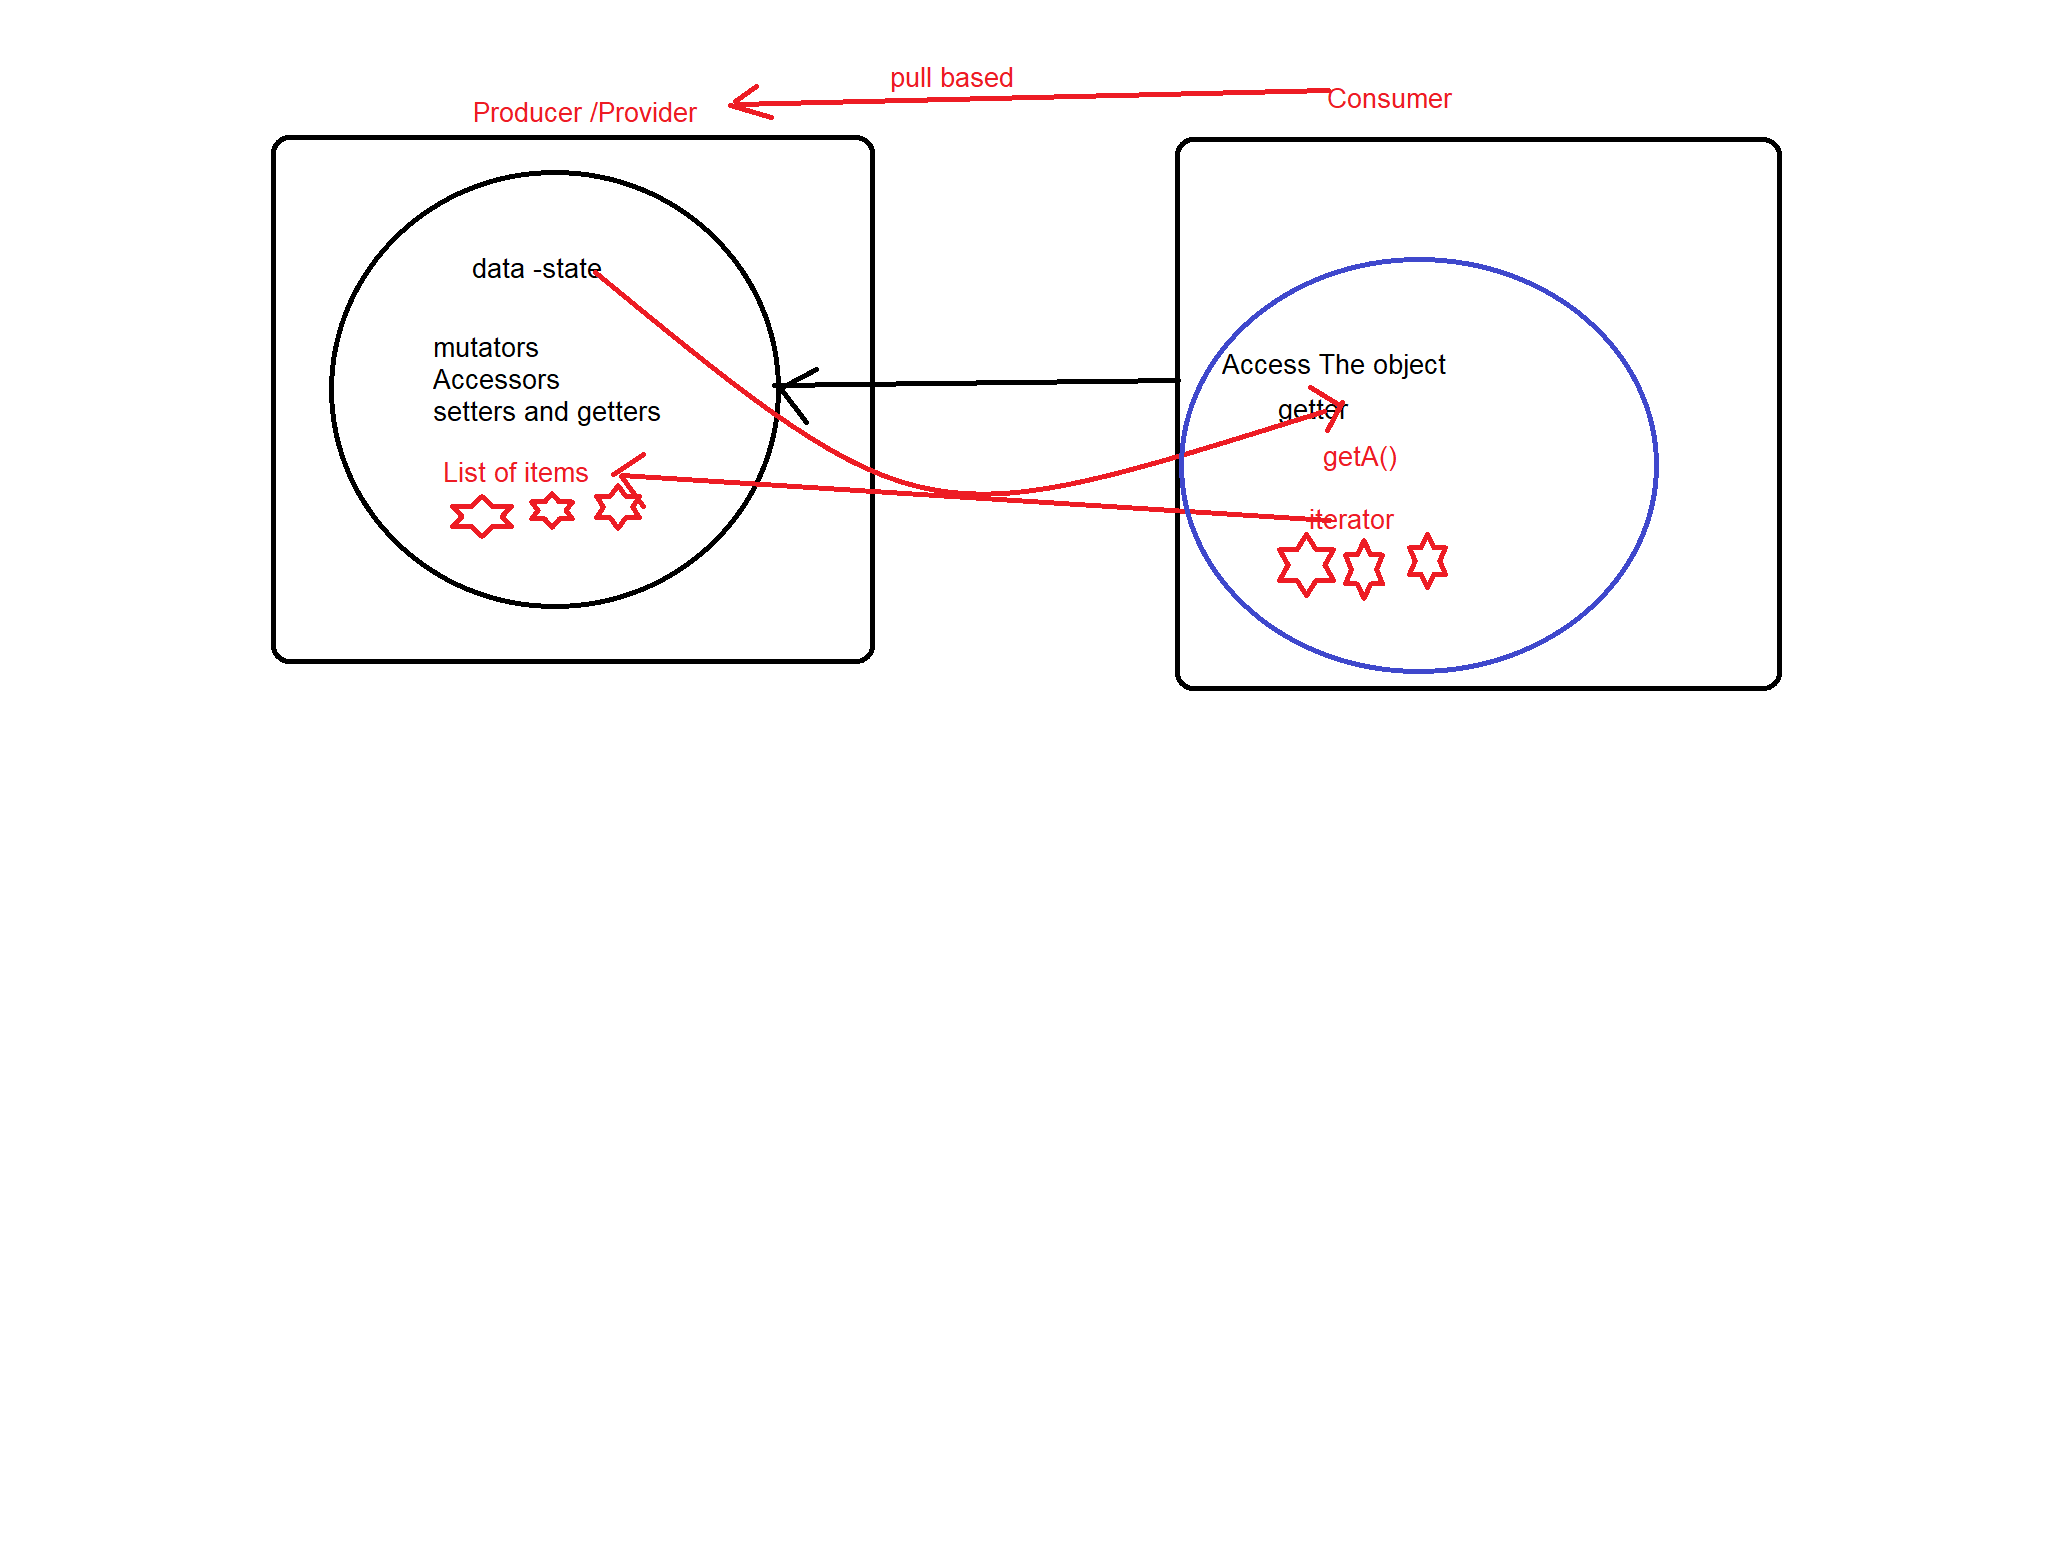 pull based
Producer /Provider
Consumer
data -state
mutators
Accessors
setters and getters
List of items
Access The object
getter
getA()
iterator